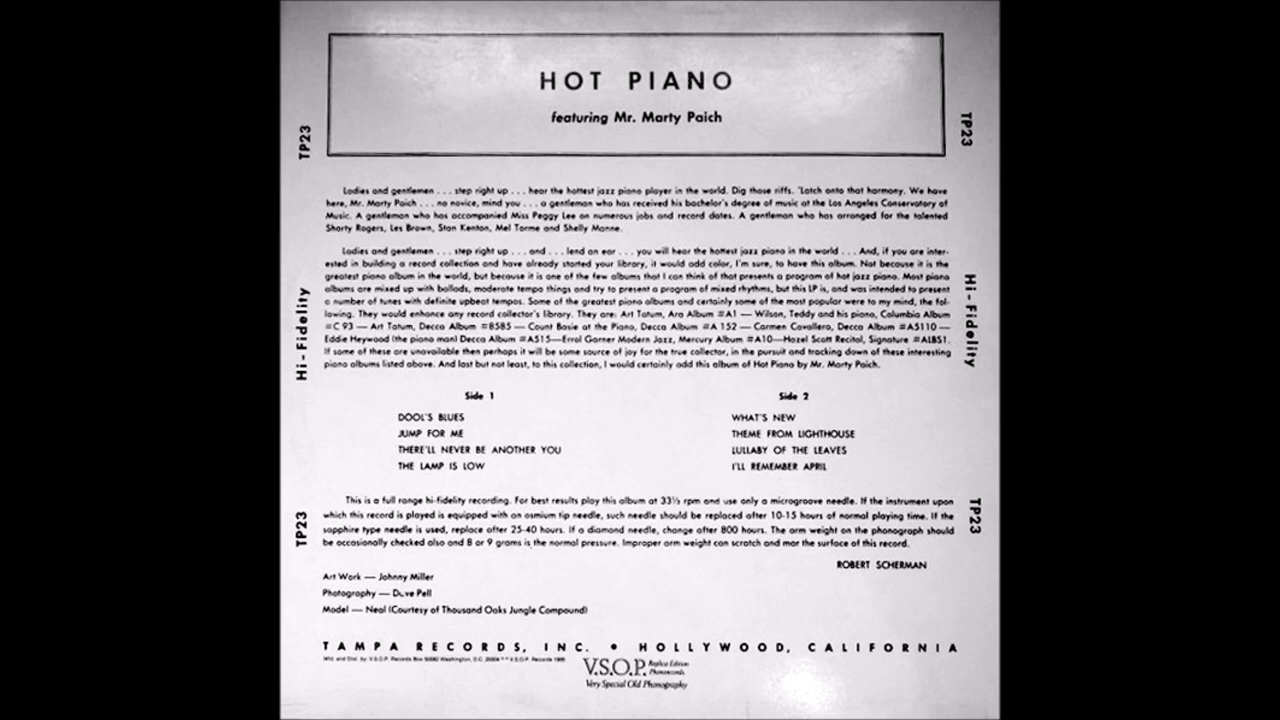 HOT PIANO
featuring Mr. Marty Paich
TP23
TP23
Ladies and gentlemen . . . step right up . . . hear the hottest jazz piano player in the world. Dig those riffs. 'Latch onto that harmony. We have
here, Mr. Marty Paich . . . no novice, mind you . . . a gentleman who has received his bachelor's degree of music at the Los Angeles Conservatory of
Music. A gentleman who has accompanied Miss Peggy Lee on numerous jobs and record dates. A gentleman who has arranged for the talented
Shorty Rogers, Les Brown, Stan Kenton, Mel Torme and Shelly Manne.
Ladies and gentlemen . . . step right up . . . and . . . lend an ear . . . you will hear the hottest jazz piano in the world . . . And, if you are inter-
ested in building a record collection and have already started your library, it would add color, I'm sure, to have this album. Not because it is the
greatest piano album in the world, but because it is one of the few albums that I can think of that presents a program of hot jazz piano. Most piano
albums are mixed up with ballads, moderate tempo things and try to present a program of mixed rhythms, but this LP is, and was intended to present
a number of tunes with definite upbeat tempos. Some of the greatest piano albums and certainly some of the most popular were to my mind, the fol-
lowing. They would enhance any record collector's library. They are: Art Tatum, Ara Album #A1 — Wilson, Teddy and his piano, Columbia Album
#C 93 — Art Tatum, Decca Album #8585 — Count Basie at the Piano, Decca Album #A 152 — Carmen Cavallero, Decca Album #A5110 —
Eddie Heywood (the piano man) Decca Album #A515—Errol Garner Modern Jazz, Mercury Album #A10—Hazel Scott Recital, Signature #ALBS1.
If some of these are unavailable then perhaps it will be some source of joy for the true collector, in the pursuit and tracking down of these interesting
piano albums listed above. And last but not least, to this collection, I would certainly add this album of Hot Piano by Mr. Marty Paich.
Hi-Fidelity
Hi-Fidelity
Side 1
DOOL'S BLUES
JUMP FOR ME
THERE'LL NEVER BE ANOTHER YOU
THE LAMP IS LOW
Side 2
WHAT'S NEW
THEME FROM LIGHTHOUSE
LULLABY OF THE LEAVES
I'LL REMEMBER APRIL
This is a full range hi-fidelity recording. For best results play this album at 33⅓ rpm and use only a microgroove needle. If the instrument upon
which this record is played is equipped with an osmium tip needle, such needle should be replaced after 10-15 hours of normal playing time. If the
sapphire type needle is used, replace after 25-40 hours. If a diamond needle, change after 800 hours. The arm weight on the phonograph should
be occasionally checked also and 8 or 9 grams is the normal pressure. Improper arm weight can scratch and mar the surface of this record.
TP23
TP23
ROBERT SCHERMAN
Art Work — Johnny Miller
Photography — Dave Pell
Model — Neal (Courtesy of Thousand Oaks Jungle Compound)
TAMPA RECORDS, INC. • HOLLYWOOD, CALIFORNIA
Mfd. and Dist. by: V.S.O.P. Records Box 50082 Washington, D.C. V.S.O.P. Records
V.S.O.P. Replica Edition
Phonorecords.
Very Special Old Phonography